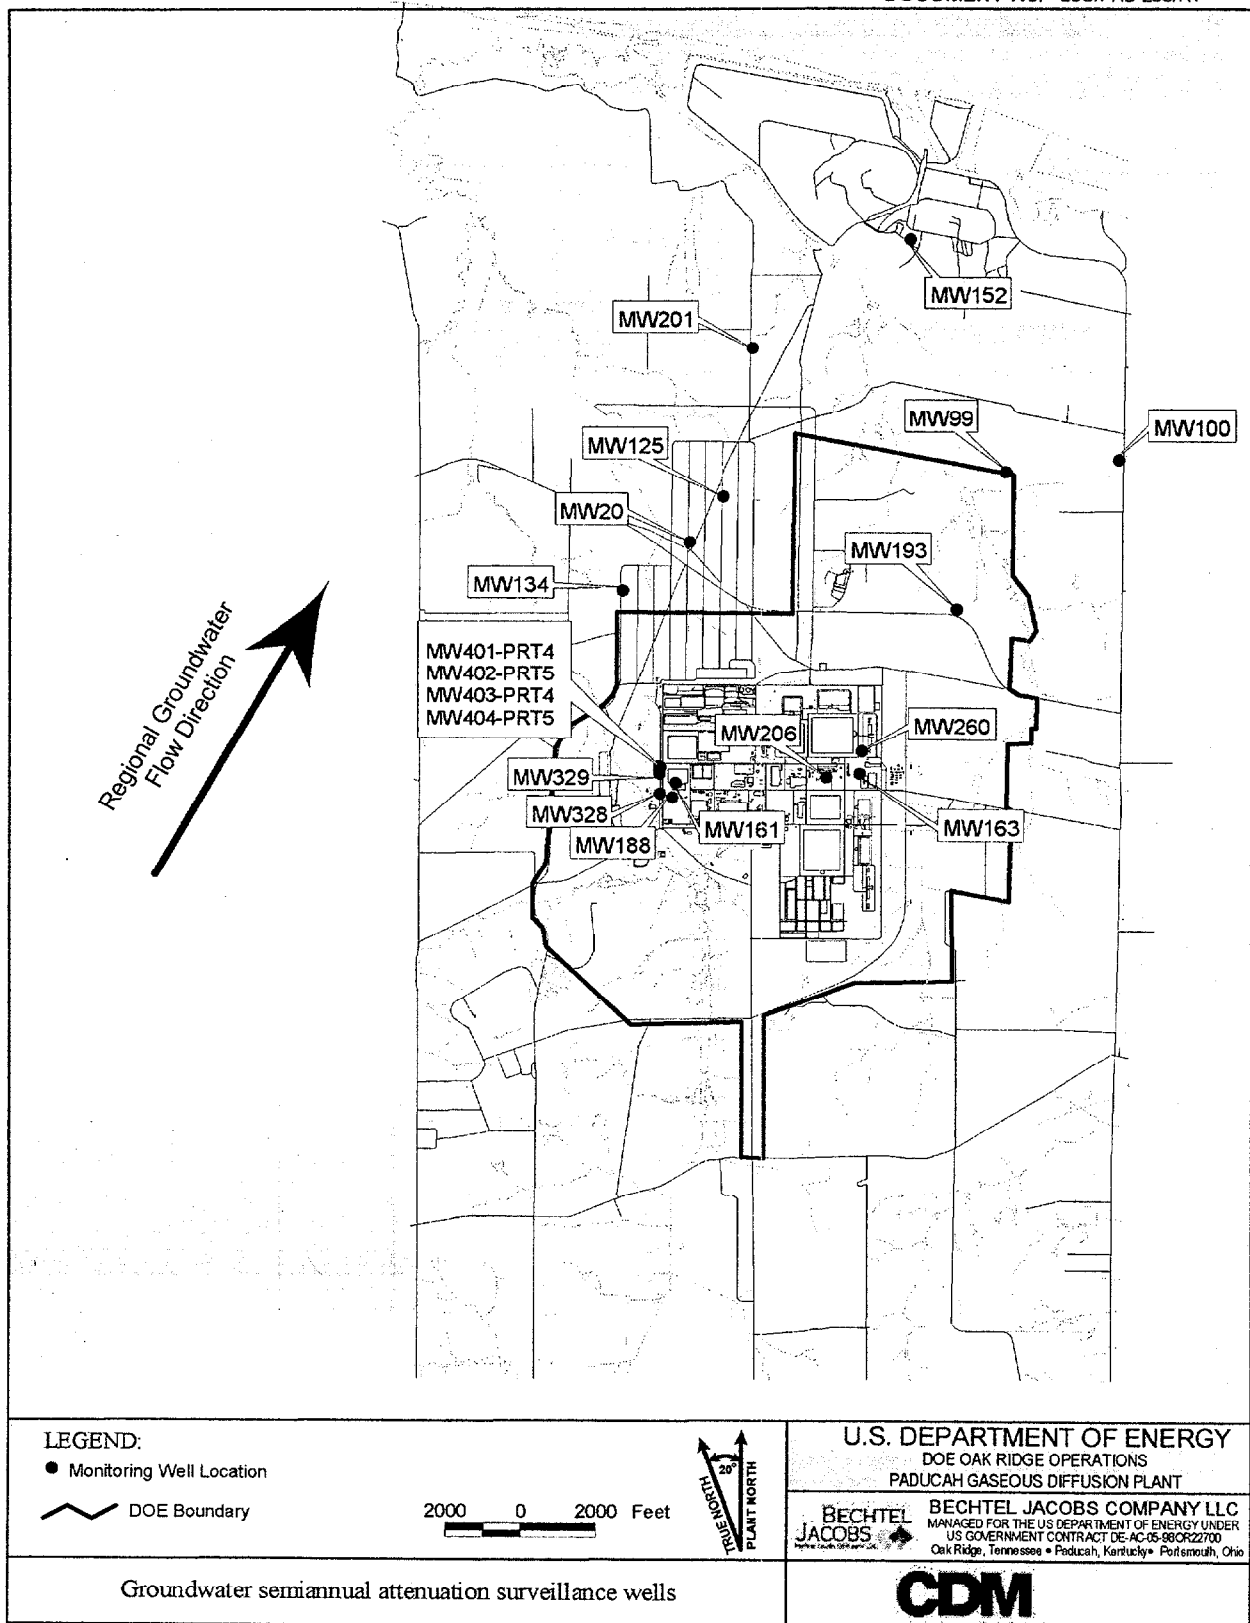 MW152
MW201
MW99
MW100
MW125
MW20
MW193
MW134
Regional Groundwater
Flow Direction
MW401-PRT4
MW402-PRT5
MW403-PRT4
MW404-PRT5
MW206
MW260
MW329
MW328
MW188
MW161
MW163
LEGEND:
Monitoring Well Location
DOE Boundary
2000 0 2000 Feet
20°
TRUE NORTH
PLANT NORTH
U.S. DEPARTMENT OF ENERGY
DOE OAK RIDGE OPERATIONS
PADUCAH GASEOUS DIFFUSION PLANT
BECHTEL
JACOBS
BECHTEL JACOBS COMPANY LLC
MANAGED FOR THE US DEPARTMENT OF ENERGY UNDER
US GOVERNMENT CONTRACT DE-AC-05-98OR22700
Oak Ridge, Tennessee • Paducah, Kentucky • Portsmouth, Ohio
Groundwater semiannual attenuation surveillance wells
CDM